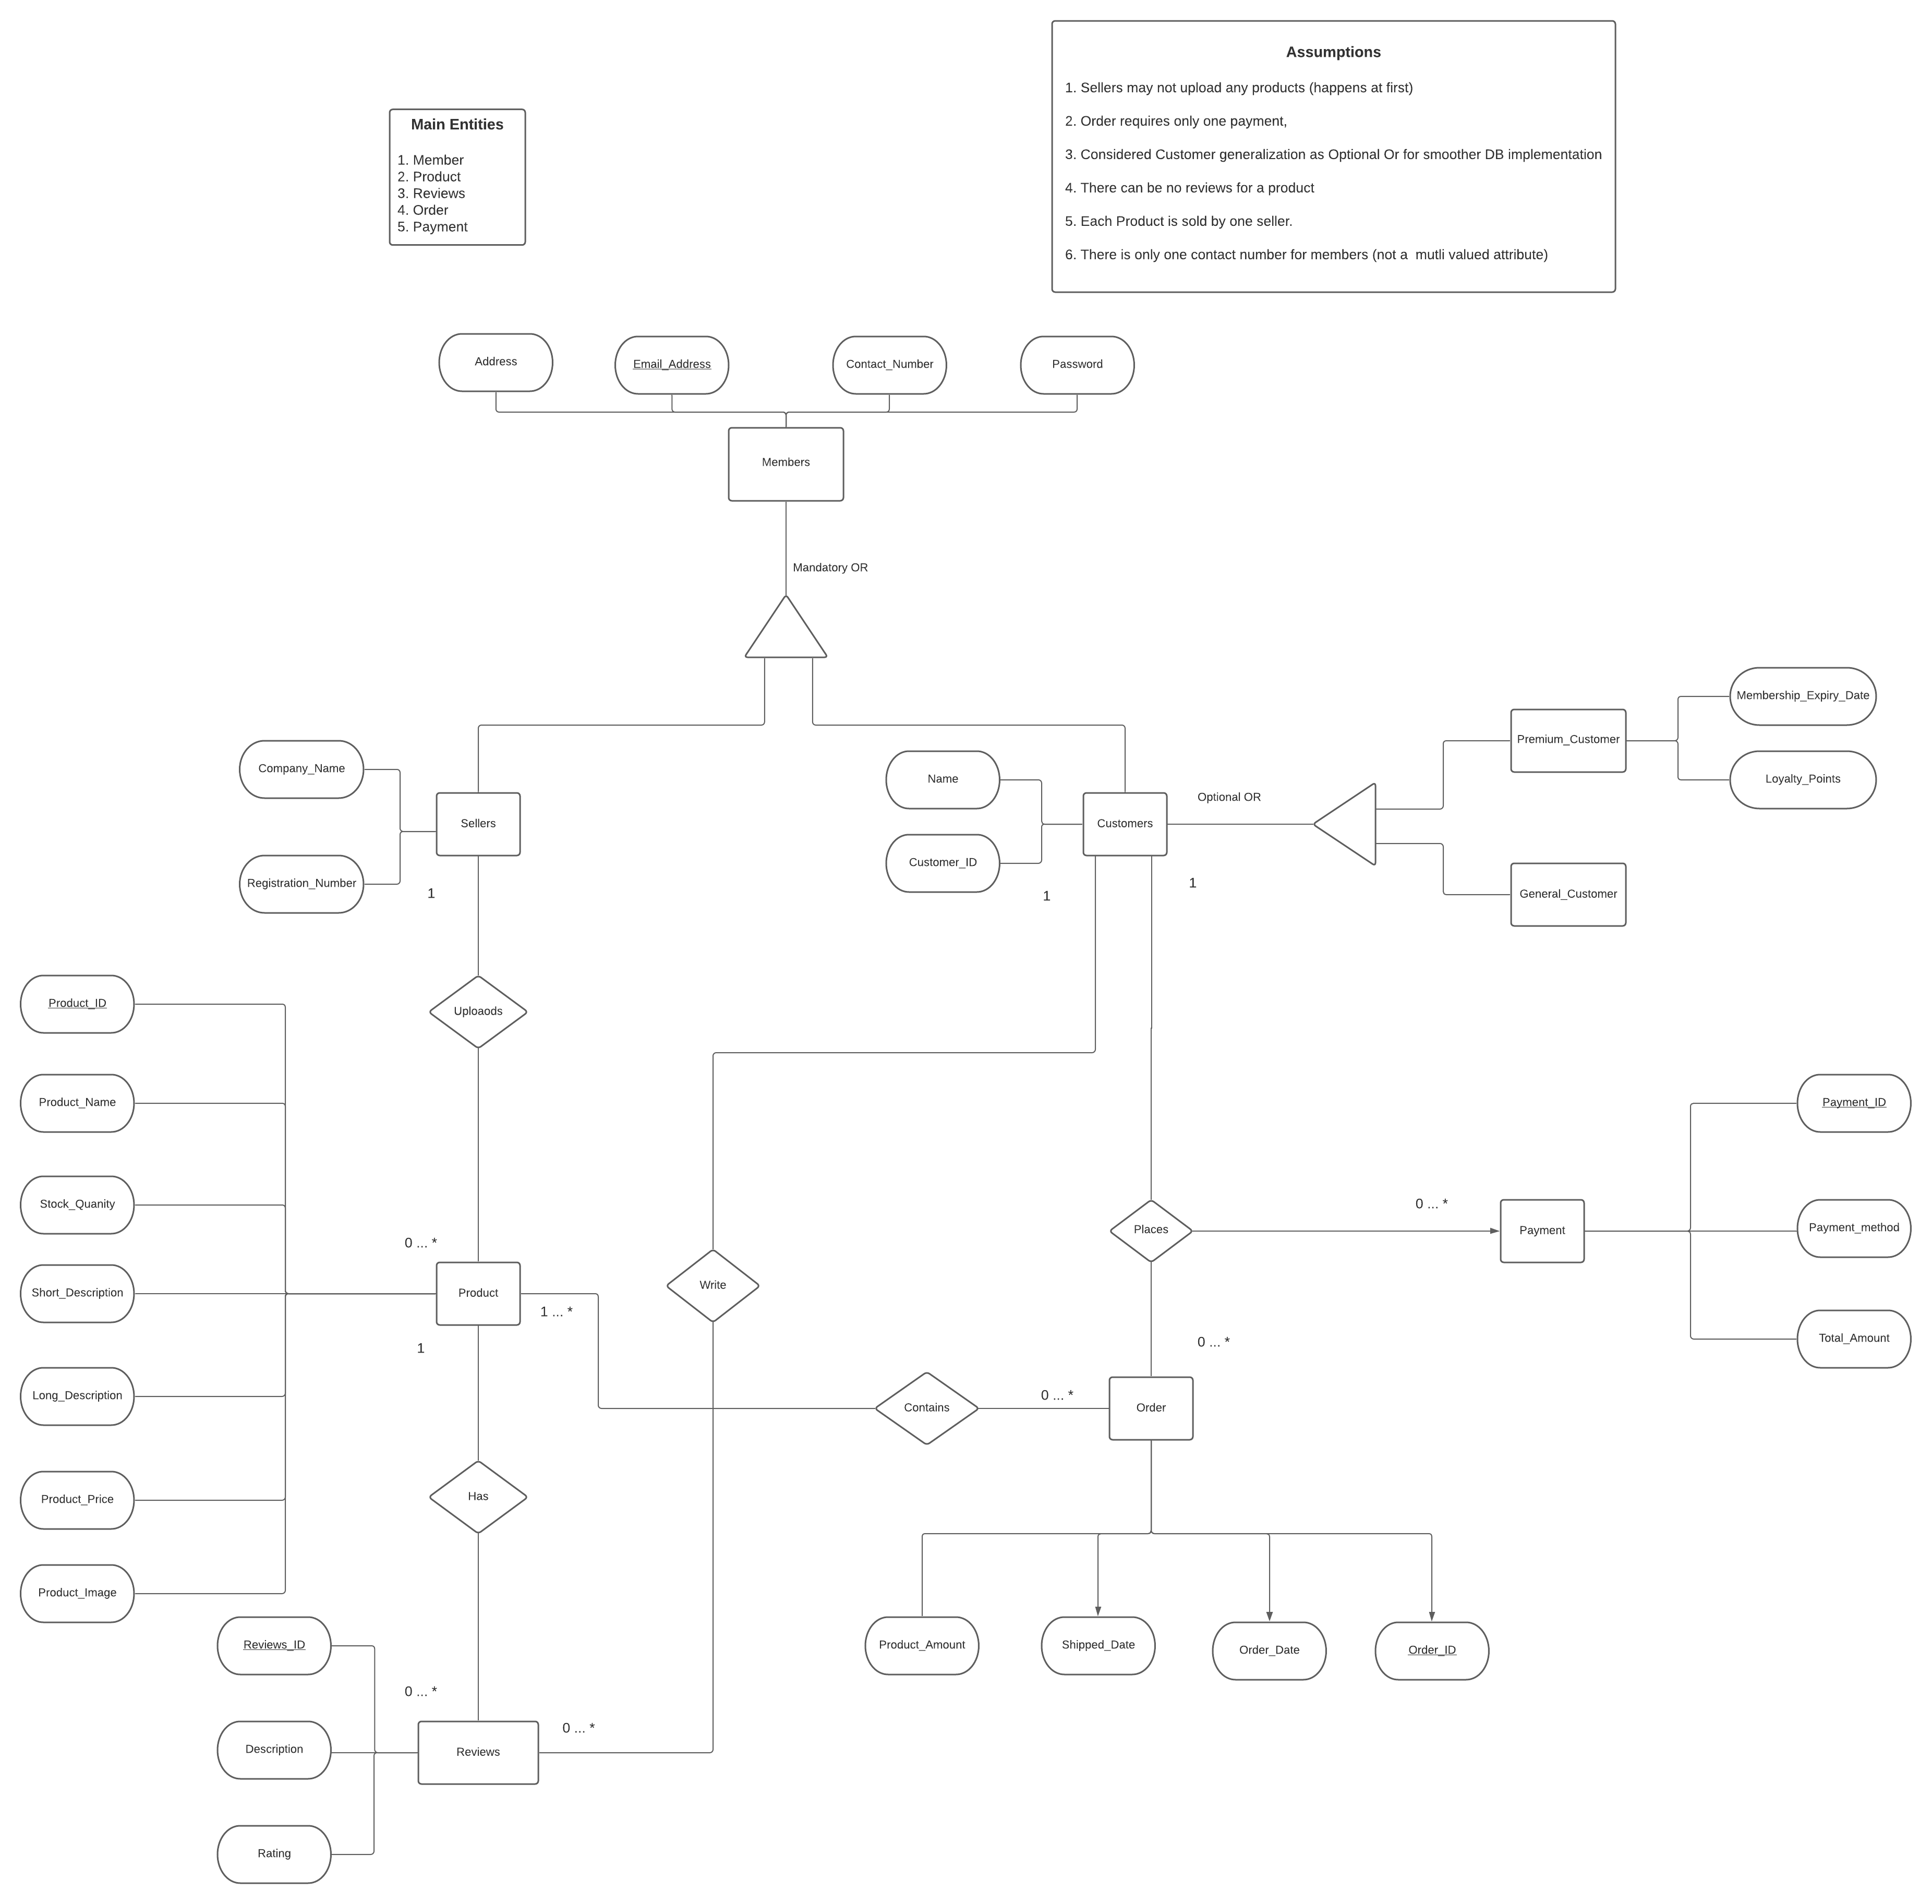 Assumptions
1. Sellers may not upload any products (happens at first)
2. Order requires only one payment,
3. Considered Customer generalization as Optional Or for smoother DB implementation
4. There can be no reviews for a product
5. Each Product is sold by one seller.
6. There is only one contact number for members (not a  mutli valued attribute)
Main Entities
1. Member
2. Product
3. Reviews
4. Order
5. Payment
Address
Email_Address
Contact_Number
Password
Members
Mandatory OR
Membership_Expiry_Date
Premium_Customer
Loyalty_Points
Company_Name
Name
Optional OR
Sellers
Customers
Customer_ID
Registration_Number
General_Customer
1
1
1
Product_ID
Uploaods
Product_Name
Payment_ID
Stock_Quanity
0 ... *
Places
Payment
Payment_method
0 ... *
Write
Short_Description
Product
1 ... *
Total_Amount
0 ... *
1
Long_Description
0 ... *
Contains
Order
Product_Price
Has
Product_Image
Reviews_ID
Product_Amount
Shipped_Date
Order_Date
Order_ID
0 ... *
0 ... *
Description
Reviews
Rating